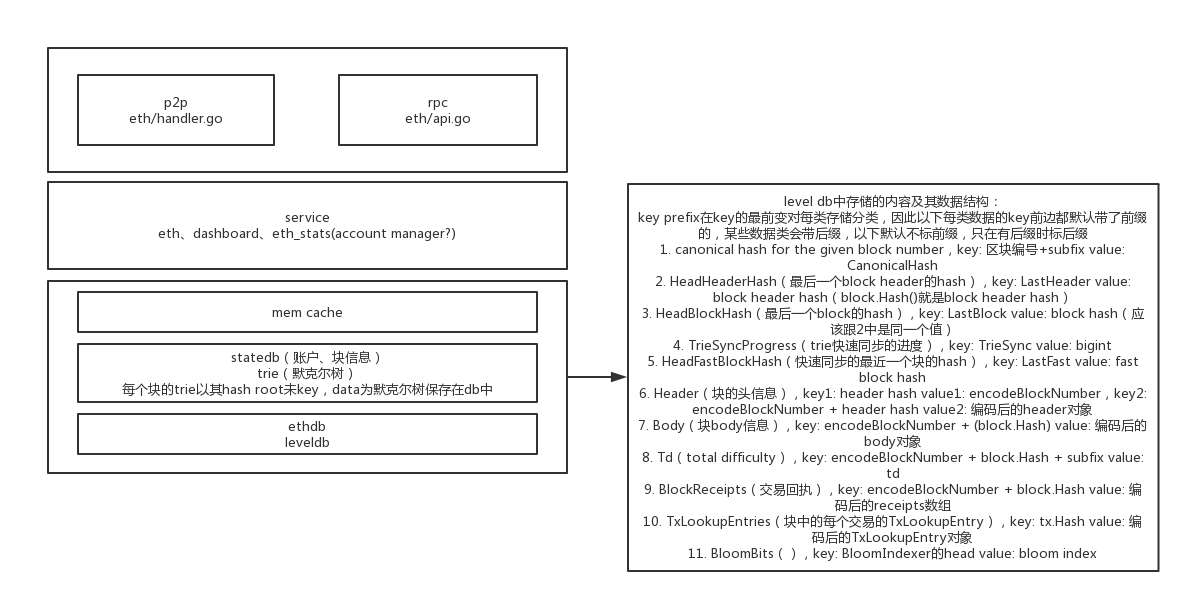 p2p
eth/handler.go
rpc
eth/api.go
service
eth、dashboard、eth_stats(account manager?)
mem cache
statedb（账户、块信息）
trie（默克尔树）
每个块的trie以其hash root未key，data为默克尔树保存在db中
ethdb
leveldb
level db中存储的内容及其数据结构：
key prefix在key的最前变对每类存储分类，因此以下每类数据的key前边都默认带了前缀
的，某些数据类会带后缀，以下默认不标前缀，只在有后缀时标后缀
1. canonical hash for the given block number，key: 区块编号+subfix value:
CanonicalHash
2. HeadHeaderHash（最后一个block header的hash），key: LastHeader value:
block header hash（block.Hash()就是block header hash）
3. HeadBlockHash（最后一个block的hash），key: LastBlock value: block hash（应
该跟2中是同一个值）
4. TrieSyncProgress（trie快速同步的进度），key: TrieSync value: bigint
5. HeadFastBlockHash（快速同步的最近一个块的hash），key: LastFast value: fast
block hash
6. Header（块的头信息），key1: header hash value1: encodeBlockNumber，key2:
encodeBlockNumber + header hash value2: 编码后的header对象
7. Body（块body信息），key: encodeBlockNumber + (block.Hash) value: 编码后的
body对象
8. Td（total difficulty），key: encodeBlockNumber + block.Hash + subfix value:
td
9. BlockReceipts（交易回执），key: encodeBlockNumber + block.Hash value: 编
码后的receipts数组
10. TxLookupEntries（块中的每个交易的TxLookupEntry），key: tx.Hash value: 编
码后的TxLookupEntry对象
11. BloomBits（ ），key: BloomIndexer的head value: bloom index